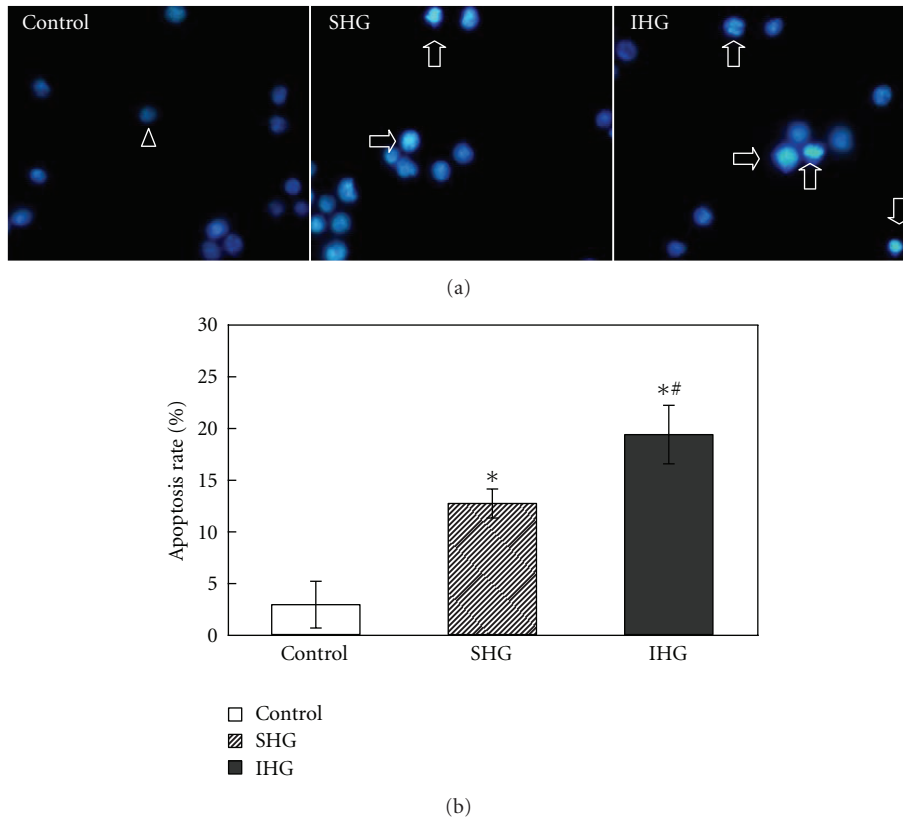 Control
SHG
IHG
(a)
Apoptosis rate (%)
30
25
20
15
10
5
0
*
*#
Control
SHG
IHG
Control
SHG
IHG
(b)